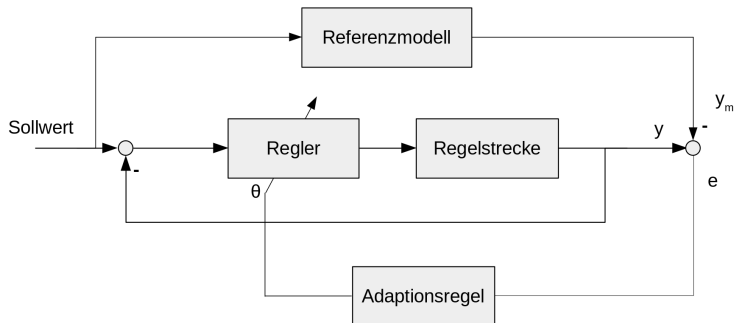 Referenzmodell
y_m
-
Sollwert
Regler
Regelstrecke
y
-
e
θ
Adaptionsregel